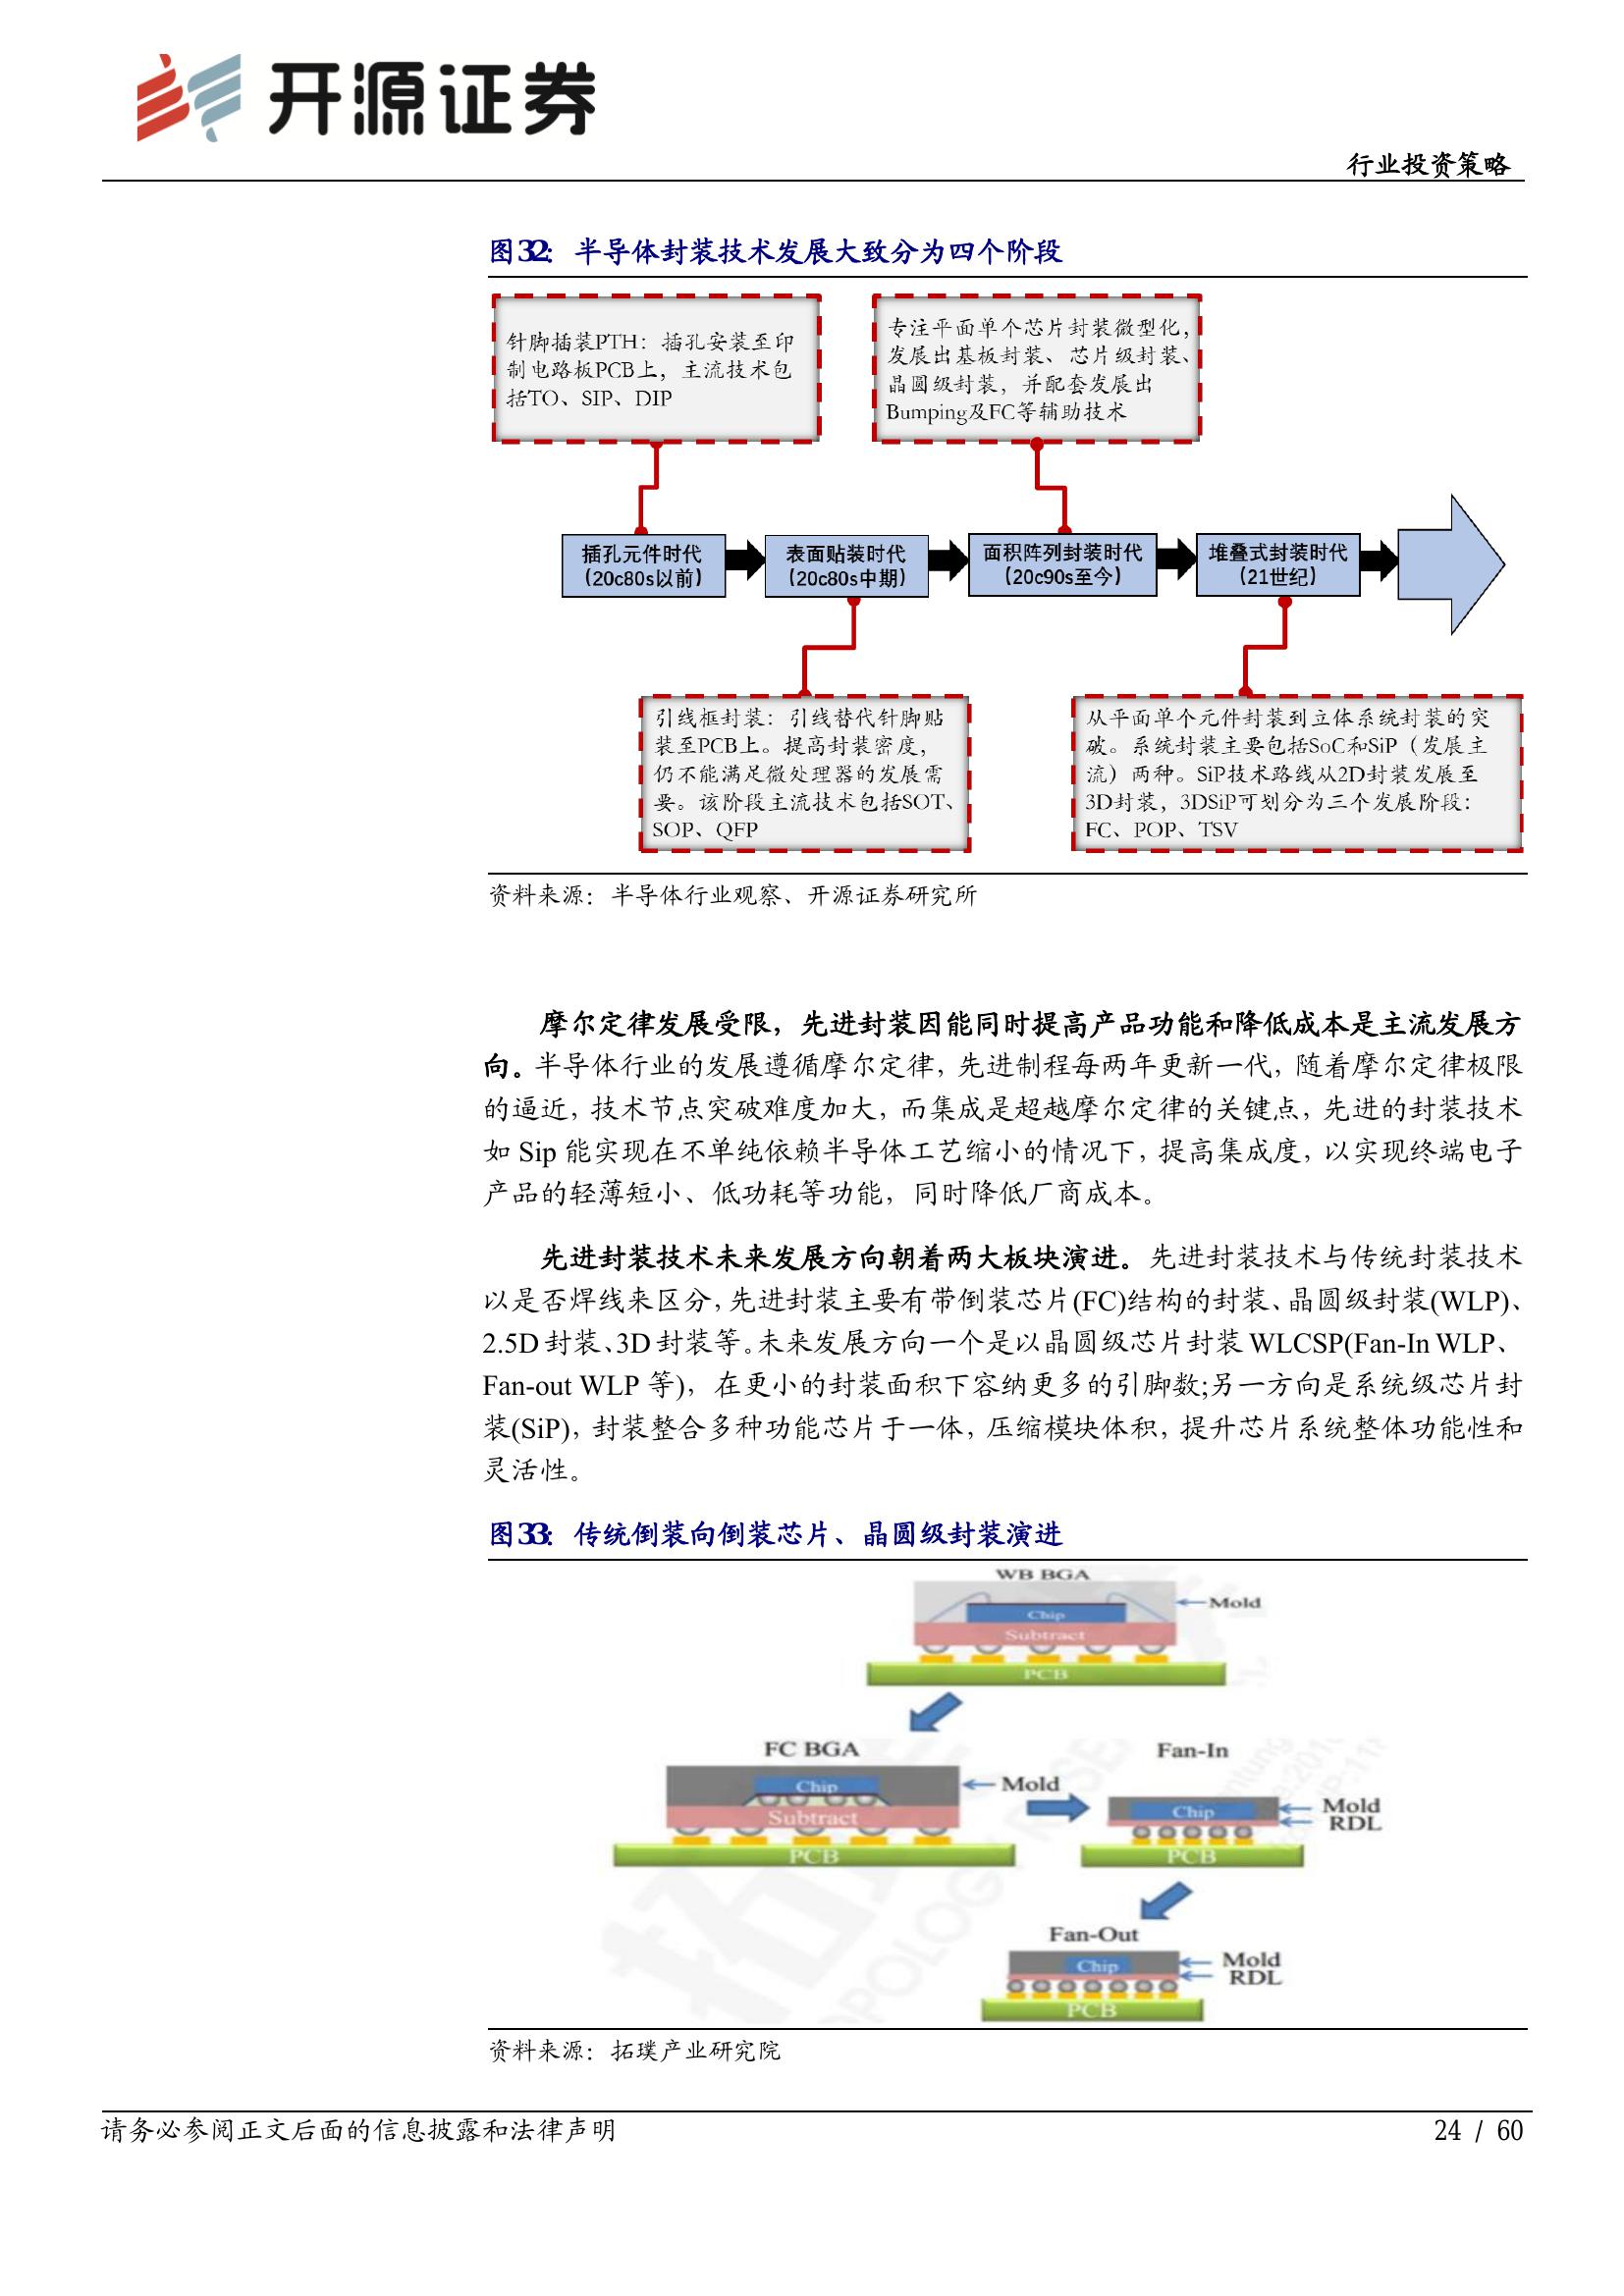 开源证券
行业投资策略
图32：半导体封装技术发展大致分为四个阶段
针脚插装PTH：插孔安装至印
制电路板PCB上，主流技术包
括TO、SIP、DIP
专注平面单个芯片封装微型化，
发展出基板封装、芯片级封装、
晶圆级封装，并配套发展出
Bumping及FC等辅助技术
插孔元件时代
（20c80s以前）
表面贴装时代
（20c80s中期）
面积阵列封装时代
（20c90s至今）
堆叠式封装时代
（21世纪）
引线框封装：引线替代针脚贴
装至PCB上。提高封装密度，
仍不能满足微处理器的发展需
要。该阶段主流技术包括SOT、
SOP、QFP
从平面单个元件封装到立体系统封装的突
破。系统封装主要包括SoC和SiP（发展主
流）两种。SiP技术路线从2D封装发展至
3D封装，3DSiP可划分为三个发展阶段：
FC、POP、TSV
资料来源：半导体行业观察、开源证券研究所
摩尔定律发展受限，先进封装因能同时提高产品功能和降低成本是主流发展方
向。半导体行业的发展遵循摩尔定律，先进制程每两年更新一代，随着摩尔定律极限
的逼近，技术节点突破难度加大，而集成是超越摩尔定律的关键点，先进的封装技术
如 Sip 能实现在不单纯依赖半导体工艺缩小的情况下，提高集成度，以实现终端电子
产品的轻薄短小、低功耗等功能，同时降低厂商成本。
先进封装技术未来发展方向朝着两大板块演进。先进封装技术与传统封装技术
以是否焊线来区分，先进封装主要有带倒装芯片(FC)结构的封装、晶圆级封装(WLP)、
2.5D 封装、3D 封装等。未来发展方向一个是以晶圆级芯片封装 WLCSP(Fan-In WLP、
Fan-out WLP 等)，在更小的封装面积下容纳更多的引脚数;另一方向是系统级芯片封
装(SiP)，封装整合多种功能芯片于一体，压缩模块体积，提升芯片系统整体功能性和
灵活性。
图33：传统倒装向倒装芯片、晶圆级封装演进
WB BGA
Mold
Chip
Subtract
PCB
FC BGA
Chip
Mold
Subtract
PCB
Fan-In
Chip
Mold
RDL
PCB
Fan-Out
Chip
Mold
RDL
PCB
资料来源：拓璞产业研究院
请务必参阅正文后面的信息披露和法律声明
24 / 60